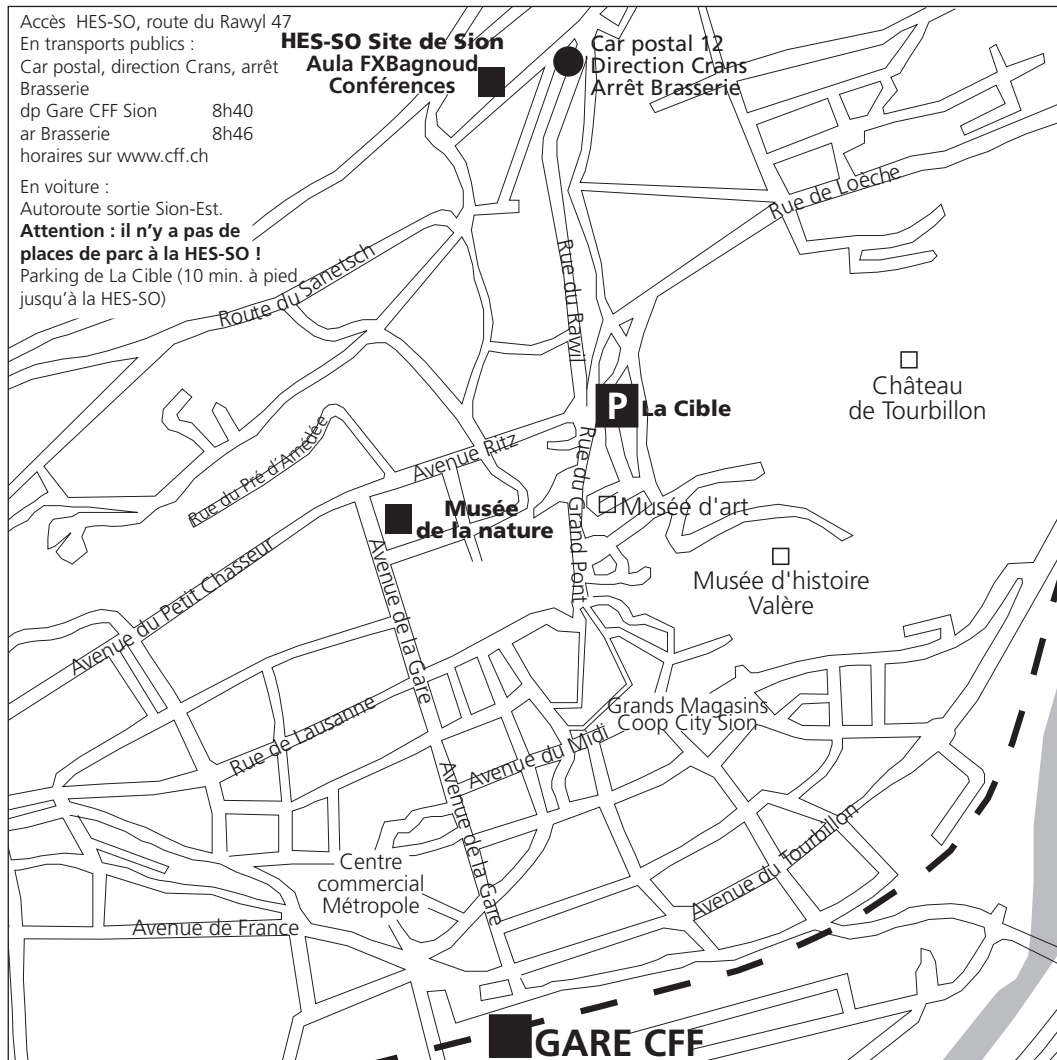 Accès HES-SO, route du Rawyl 47
En transports publics :
Car postal, direction Crans, arrêt
Brasserie
dp Gare CFF Sion 8h40
ar Brasserie 8h46
horaires sur www.cff.ch
En voiture :
Autoroute sortie Sion-Est.
Attention : il n'y a pas de
places de parc à la HES-SO !
Parking de La Cible (10 min. à pied
jusqu'à la HES-SO)
HES-SO Site de Sion
Aula FXBagnoud
Conférences
Car postal 12
Direction Crans
Arrêt Brasserie
Rue de Loèche
Route du Sanetsch
Rue du Rawil
P La Cible
Château
de Tourbillon
Rue du Pré d'Amédée
Avenue Ritz
Rue du Grand Pont
Musée d'art
Musée
de la nature
Musée d'histoire
Valère
Avenue du Petit Chasseur
Avenue de la Gare
Rue de Lausanne
Grands Magasins
Coop City Sion
Avenue du Midi
Avenue de la Gare
Avenue du Tourbillon
Centre
commercial
Métropole
Avenue de France
GARE CFF